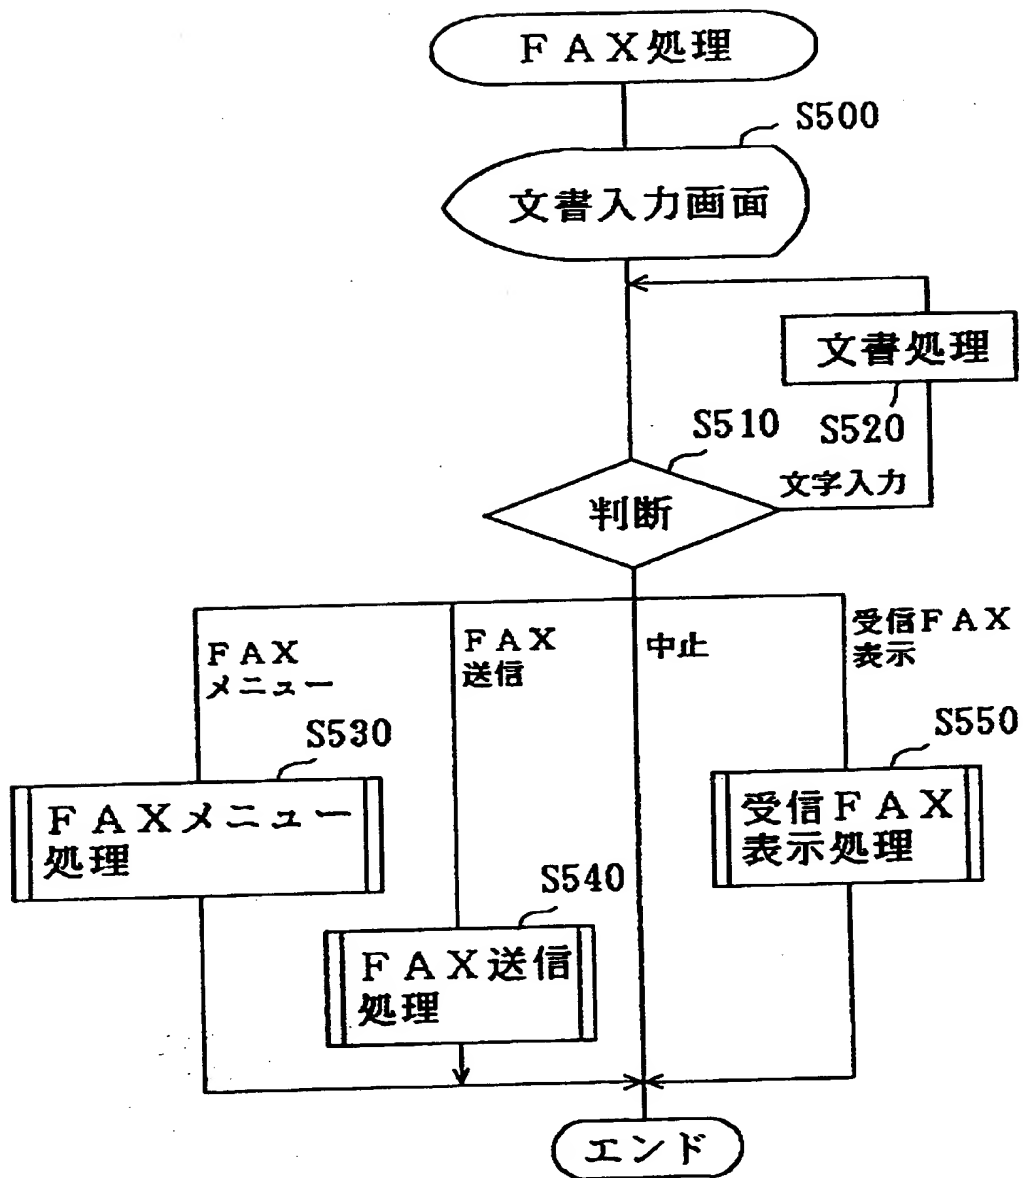 ＦＡＸ処理
S500
文書入力画面
文書処理
S520
S510
文字入力
判断
ＦＡＸ
メニュー
ＦＡＸ
送信
中止
受信ＦＡＸ
表示
S530
ＦＡＸメニュー
処理
S540
ＦＡＸ送信
処理
S550
受信ＦＡＸ
表示処理
エンド